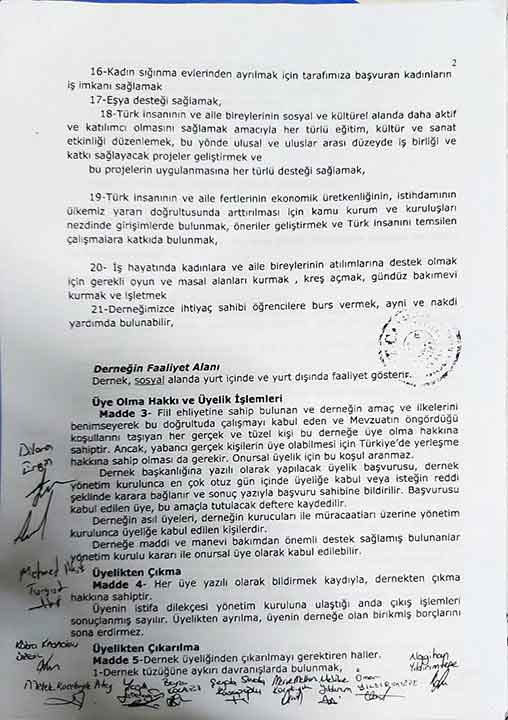 2
16-Kadın sığınma evlerinden ayrılmak için tarafımıza başvuran kadınların
iş imkanı sağlamak
17-Eşya desteği sağlamak,
18-Türk insanının ve aile bireylerinin sosyal ve kültürel alanda daha aktif
ve katılımcı olmasını sağlamak amacıyla her türlü eğitim, kültür ve sanat
etkinliği düzenlemek, bu yönde ulusal ve uluslar arası düzeyde iş birliği ve
katkı sağlayacak projeler geliştirmek ve
bu projelerin uygulanmasına her türlü desteği sağlamak,
19-Türk insanının ve aile fertlerinin ekonomik üretkenliğinin, istihdamının
ülkemiz yararı doğrultusunda arttırılması için kamu kurum ve kuruluşları
nezdinde girişimlerde bulunmak, öneriler geliştirmek ve Türk insanını temsilen
çalışmalara katkıda bulunmak,
20- İş hayatında kadınlara ve aile bireylerinin atılımlarına destek olmak
için gerekli oyun ve masal alanları kurmak , kreş açmak, gündüz bakımevi
kurmak ve işletmek
21-Derneğimizce ihtiyaç sahibi öğrencilere burs vermek, ayni ve nakdi
yardımda bulunabilir,
Derneğin Faaliyet Alanı
Dernek, sosyal alanda yurt içinde ve yurt dışında faaliyet gösterir.
Üye Olma Hakkı ve Üyelik İşlemleri
Madde 3- Fiil ehliyetine sahip bulunan ve derneğin amaç ve ilkelerini
benimseyerek bu doğrultuda çalışmayı kabul eden ve Mevzuatın öngördüğü
koşullarını taşıyan her gerçek ve tüzel kişi bu derneğe üye olma hakkına
sahiptir. Ancak, yabancı gerçek kişilerin üye olabilmesi için Türkiye'de yerleşme
hakkına sahip olması da gerekir. Onursal üyelik için bu koşul aranmaz.
Dernek başkanlığına yazılı olarak yapılacak üyelik başvurusu, dernek
yönetim kurulunca en çok otuz gün içinde üyeliğe kabul veya isteğin reddi
şeklinde karara bağlanır ve sonuç yazıyla başvuru sahibine bildirilir. Başvurusu
kabul edilen üye, bu amaçla tutulacak deftere kaydedilir.
Derneğin asıl üyeleri, derneğin kurucuları ile müracaatları üzerine yönetim
kurulunca üyeliğe kabul edilen kişilerdir.
Derneğe maddi ve manevi bakımdan önemli destek sağlamış bulunanlar
yönetim kurulu kararı ile onursal üye olarak kabul edilebilir.
Üyelikten Çıkma
Madde 4- Her üye yazılı olarak bildirmek kaydıyla, dernekten çıkma
hakkına sahiptir.
Üyenin istifa dilekçesi yönetim kuruluna ulaştığı anda çıkış işlemleri
sonuçlanmış sayılır. Üyelikten ayrılma, üyenin derneğe olan birikmiş borçlarını
sona erdirmez.
Üyelikten Çıkarılma
Madde 5-Dernek üyeliğinden çıkarılmayı gerektiren haller.
1-Dernek tüzüğüne aykırı davranışlarda bulunmak,
Dilara
Mehmet
Turgut
Nagihan
Melek